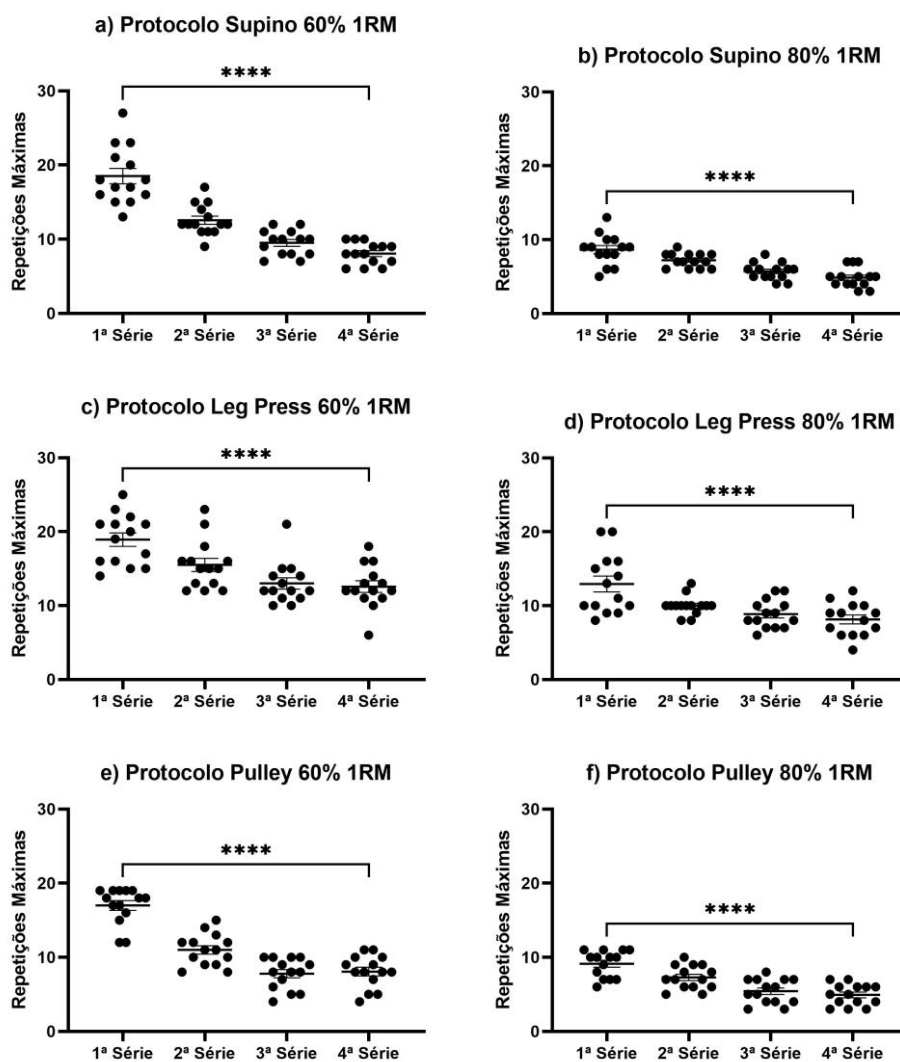 a) Protocolo Supino 60% 1RM
****
Repetições Máximas
30
20
10
0
1ª Série 2ª Série 3ª Série 4ª Série
b) Protocolo Supino 80% 1RM
****
Repetições Máximas
30
20
10
0
1ª Série 2ª Série 3ª Série 4ª Série
c) Protocolo Leg Press 60% 1RM
****
Repetições Máximas
30
20
10
0
1ª Série 2ª Série 3ª Série 4ª Série
d) Protocolo Leg Press 80% 1RM
****
Repetições Máximas
30
20
10
0
1ª Série 2ª Série 3ª Série 4ª Série
e) Protocolo Pulley 60% 1RM
****
Repetições Máximas
30
20
10
0
1ª Série 2ª Série 3ª Série 4ª Série
f) Protocolo Pulley 80% 1RM
****
Repetições Máximas
30
20
10
0
1ª Série 2ª Série 3ª Série 4ª Série